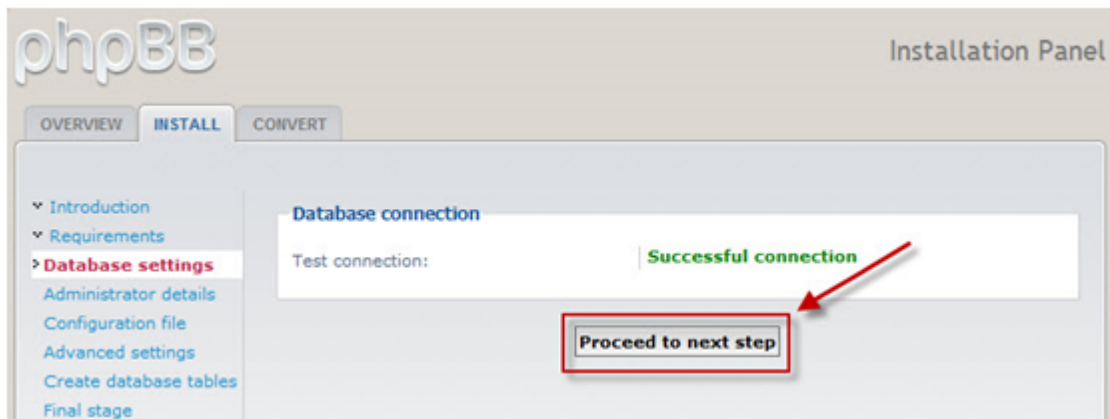 phpBB
Installation Panel
OVERVIEW INSTALL CONVERT
Introduction
Requirements
Database settings
Administrator details
Configuration file
Advanced settings
Create database tables
Final stage
Database connection
Test connection: Successful connection
Proceed to next step